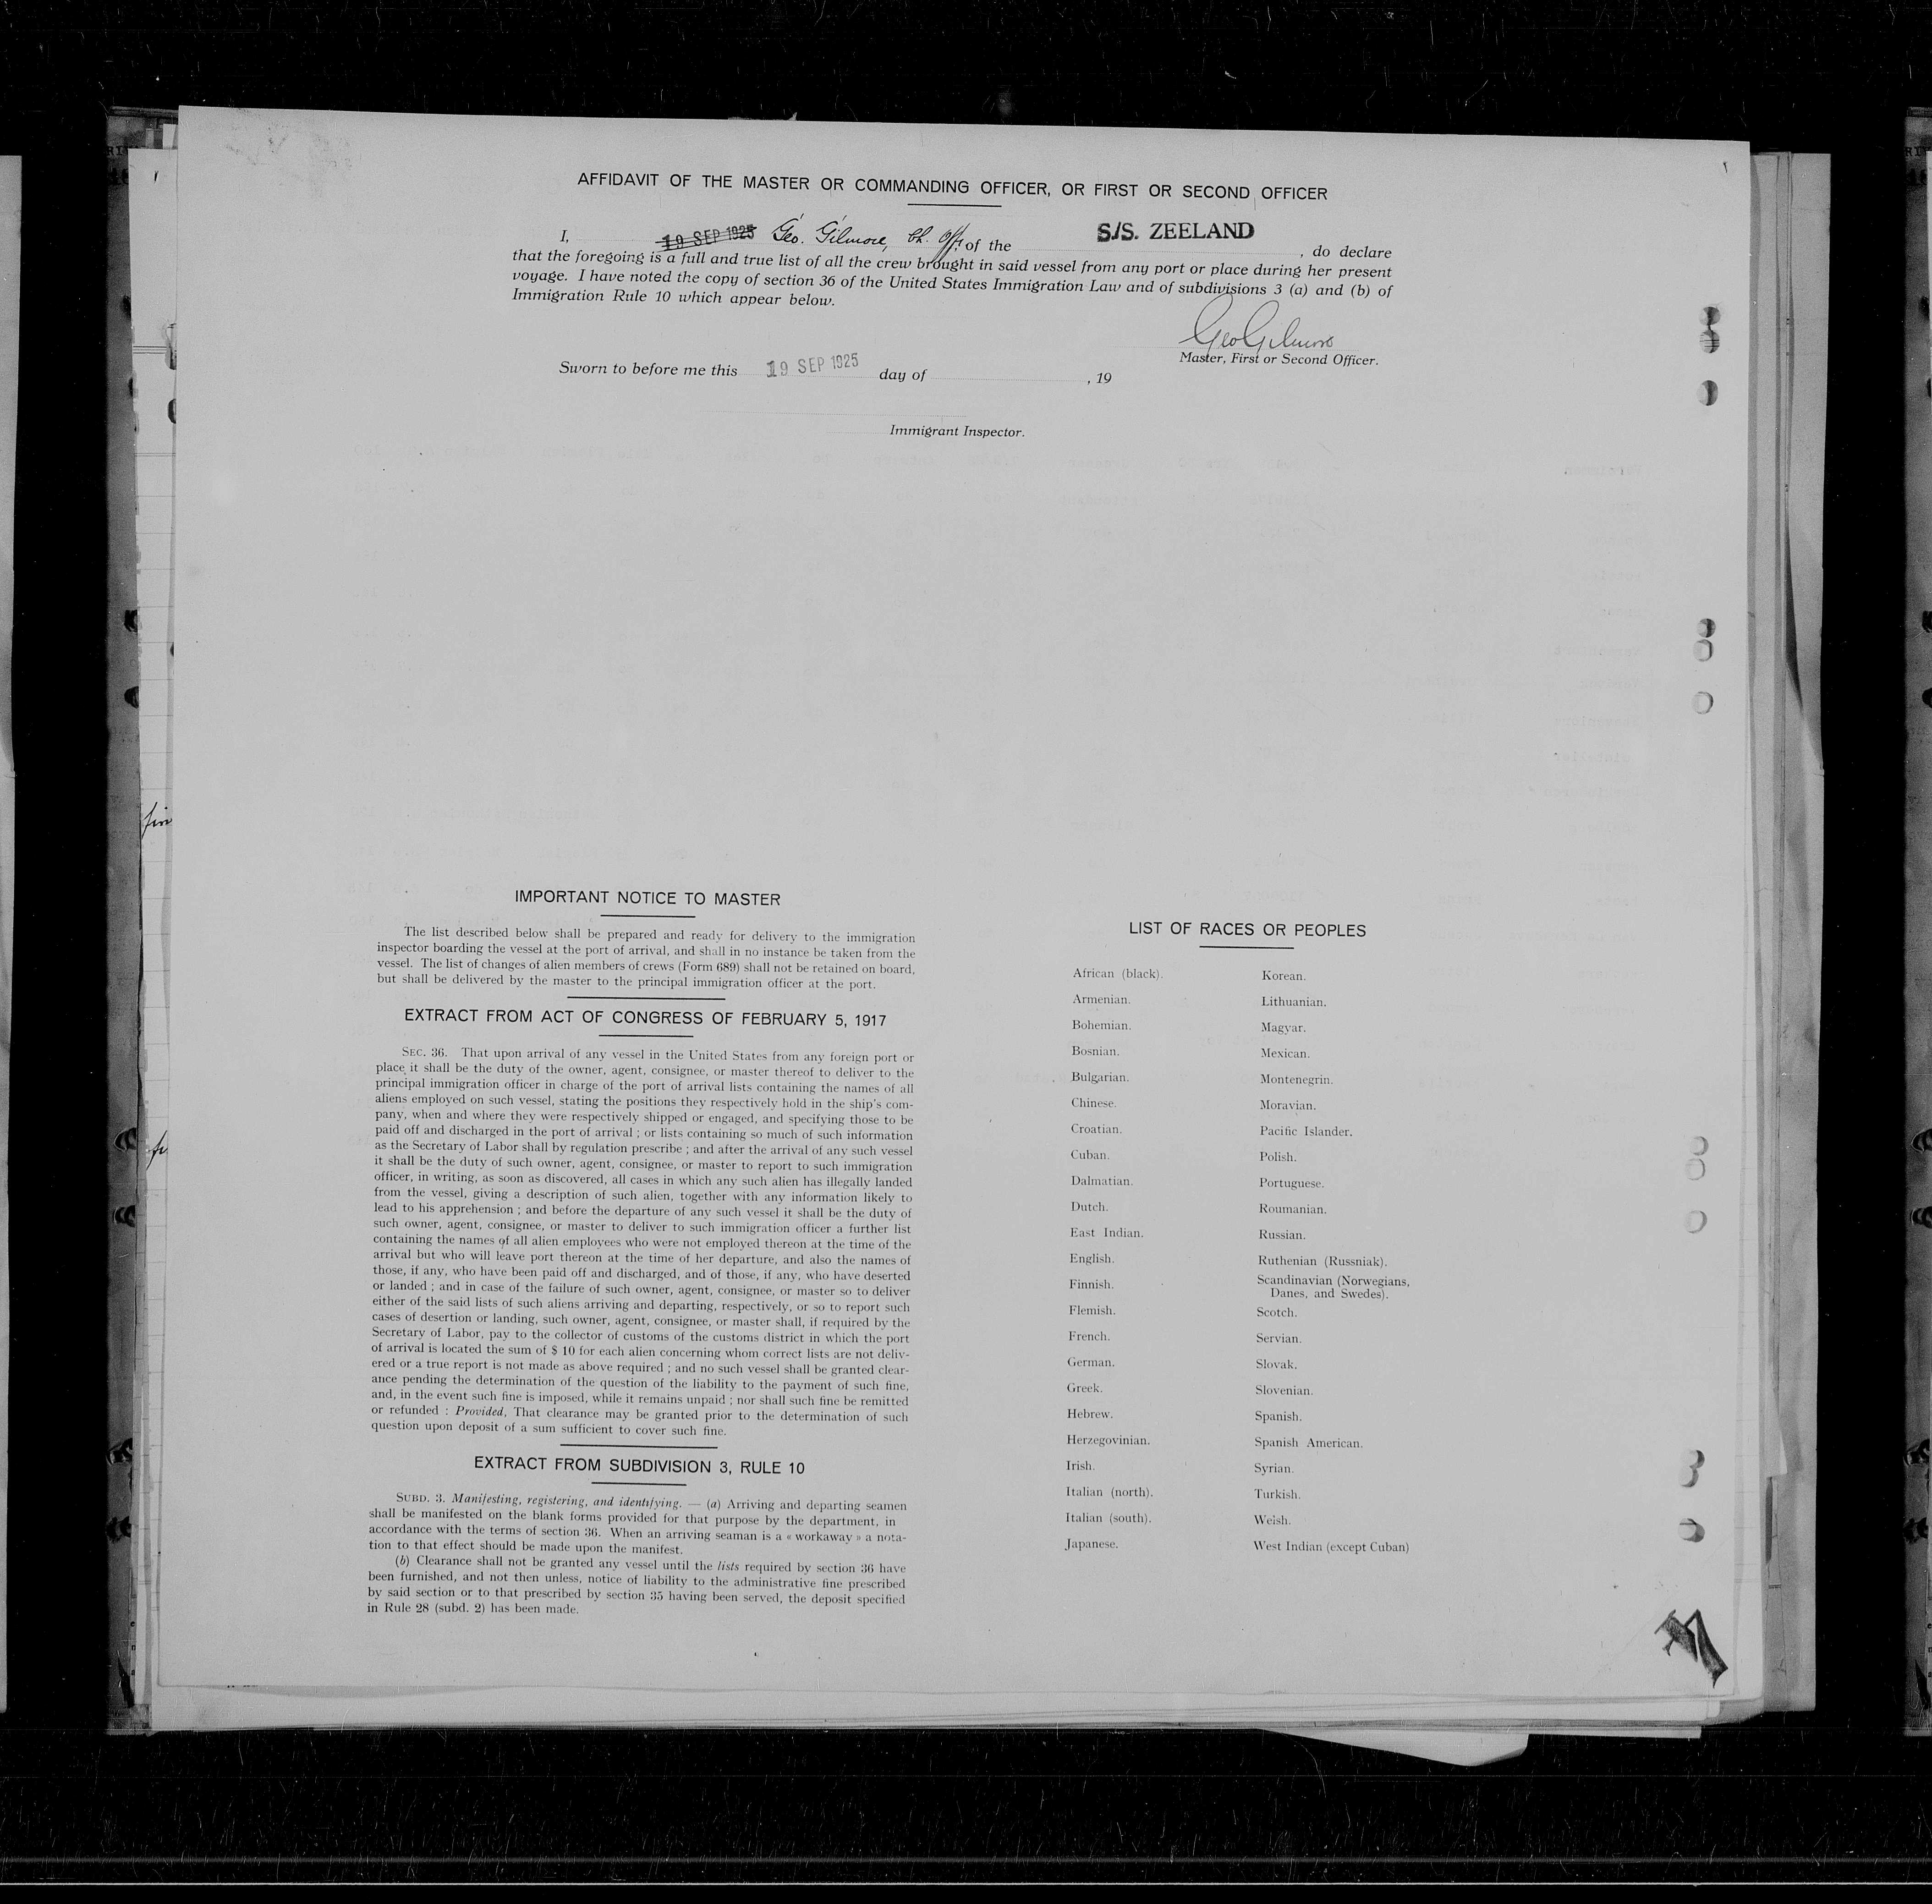 AFFIDAVIT OF THE MASTER OR COMMANDING OFFICER, OR FIRST OR SECOND OFFICER
I, 19 SEP 1925 Geo. Gilmore, Ch. Off. of the S/S. ZEELAND, do declare
that the foregoing is a full and true list of all the crew brought in said vessel from any port or place during her present
voyage. I have noted the copy of section 36 of the United States Immigration Law and of subdivisions 3 (a) and (b) of
Immigration Rule 10 which appear below.
Geo Gilmore
Master, First or Second Officer.
Sworn to before me this 19 SEP 1925 day of , 19
Immigrant Inspector.
IMPORTANT NOTICE TO MASTER
The list described below shall be prepared and ready for delivery to the immigration
inspector boarding the vessel at the port of arrival, and shall in no instance be taken from the
vessel. The list of changes of alien members of crews (Form 689) shall not be retained on board,
but shall be delivered by the master to the principal immigration officer at the port.
EXTRACT FROM ACT OF CONGRESS OF FEBRUARY 5, 1917
SEC. 36. That upon arrival of any vessel in the United States from any foreign port or
place it shall be the duty of the owner, agent, consignee, or master thereof to deliver to the
principal immigration officer in charge of the port of arrival lists containing the names of all
aliens employed on such vessel, stating the positions they respectively hold in the ship's com-
pany, when and where they were respectively shipped or engaged, and specifying those to be
paid off and discharged in the port of arrival ; or lists containing so much of such information
as the Secretary of Labor shall by regulation prescribe ; and after the arrival of any such vessel
it shall be the duty of such owner, agent, consignee, or master to report to such immigration
officer, in writing, as soon as discovered, all cases in which any such alien has illegally landed
from the vessel, giving a description of such alien, together with any information likely to
lead to his apprehension ; and before the departure of any such vessel it shall be the duty of
such owner, agent, consignee, or master to deliver to such immigration officer a further list
containing the names of all alien employees who were not employed thereon at the time of the
arrival but who will leave port thereon at the time of her departure, and also the names of
those, if any, who have been paid off and discharged, and of those, if any, who have deserted
or landed ; and in case of the failure of such owner, agent, consignee, or master so to deliver
either of the said lists of such aliens arriving and departing, respectively, or so to report such
cases of desertion or landing, such owner, agent, consignee, or master shall, if required by the
Secretary of Labor, pay to the collector of customs of the customs district in which the port
of arrival is located the sum of $ 10 for each alien concerning whom correct lists are not deliv-
ered or a true report is not made as above required ; and no such vessel shall be granted clear-
ance pending the determination of the question of the liability to the payment of such fine,
and, in the event such fine is imposed, while it remains unpaid ; nor shall such fine be remitted
or refunded : Provided, That clearance may be granted prior to the determination of such
question upon deposit of a sum sufficient to cover such fine.
EXTRACT FROM SUBDIVISION 3, RULE 10
SUBD. 3. Manifesting, registering, and identifying. — (a) Arriving and departing seamen
shall be manifested on the blank forms provided for that purpose by the department, in
accordance with the terms of section 36. When an arriving seaman is a « workaway » a nota-
tion to that effect should be made upon the manifest.
(b) Clearance shall not be granted any vessel until the lists required by section 36 have
been furnished, and not then unless, notice of liability to the administrative fine prescribed
by said section or to that prescribed by section 35 having been served, the deposit specified
in Rule 28 (subd. 2) has been made.
LIST OF RACES OR PEOPLES
African (black).
Armenian.
Bohemian.
Bosnian.
Bulgarian.
Chinese.
Croatian.
Cuban.
Dalmatian.
Dutch.
East Indian.
English.
Finnish.
Flemish.
French.
German.
Greek.
Hebrew.
Herzegovinian.
Irish.
Italian (north).
Italian (south).
Japanese.
Korean.
Lithuanian.
Magyar.
Mexican.
Montenegrin.
Moravian.
Pacific Islander.
Polish.
Portuguese.
Roumanian.
Russian.
Ruthenian (Russniak).
Scandinavian (Norwegians,
Danes, and Swedes).
Scotch.
Servian.
Slovak.
Slovenian.
Spanish.
Spanish American.
Syrian.
Turkish.
Welsh.
West Indian (except Cuban)